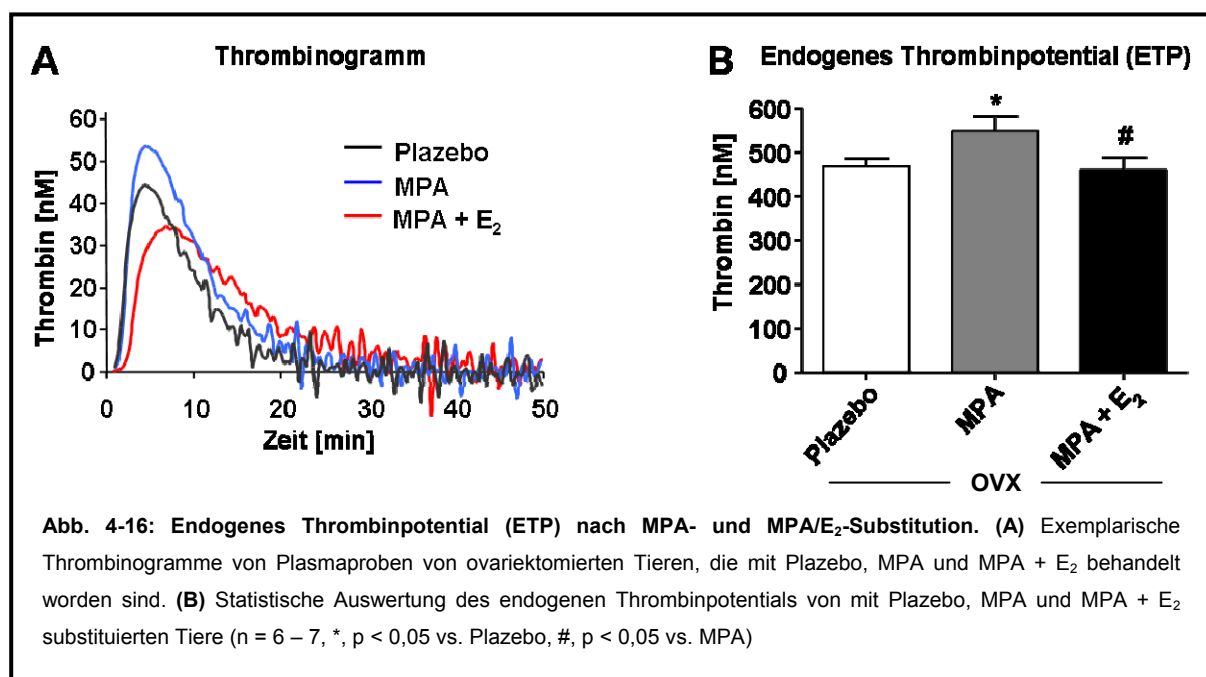 A Thrombinogramm
Thrombin [nM]
60
50
40
30
20
10
0
0 10 20 30 40 50
Zeit [min]
Plazebo
MPA
MPA + E₂
B Endogenes Thrombinpotential (ETP)
Thrombin [nM]
600
500
400
300
200
100
0
*
#
Plazebo
MPA
MPA + E₂
OVX
Abb. 4-16: Endogenes Thrombinpotential (ETP) nach MPA- und MPA/E₂-Substitution. (A) Exemplarische
Thrombinogramme von Plasmaproben von ovariektomierten Tieren, die mit Plazebo, MPA und MPA + E₂ behandelt
worden sind. (B) Statistische Auswertung des endogenen Thrombinpotentials von mit Plazebo, MPA und MPA + E₂
substituierten Tiere (n = 6 – 7, *, p < 0,05 vs. Plazebo, #, p < 0,05 vs. MPA)